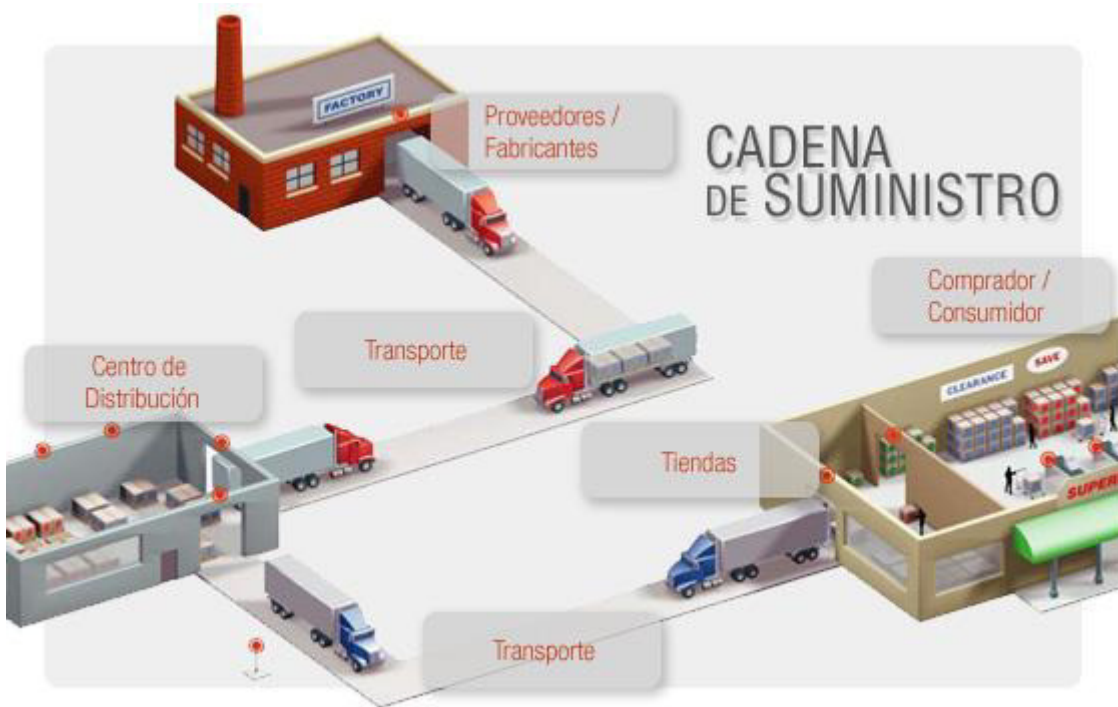 FACTORY
Proveedores /
Fabricantes
CADENA
DE SUMINISTRO
Comprador /
Consumidor
Transporte
Centro de
Distribución
SAVE
CLEARANCE
Tiendas
SUPER
Transporte